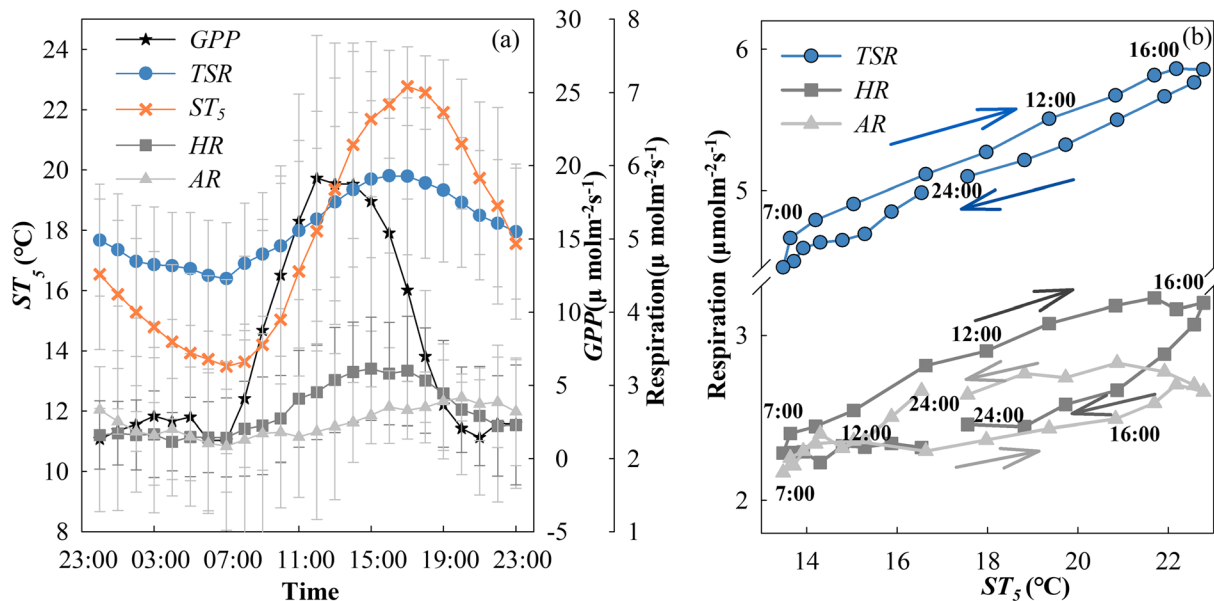 (a)
GPP
TSR
ST5
HR
AR
24
22
20
18
16
14
12
10
8
ST5 (°C)
30
25
20
15
10
5
0
-5
GPP(μ molm-2s-1)
8
7
6
5
4
3
2
1
Respiration(μ molm-2s-1)
23:00 03:00 07:00 11:00 15:00 19:00 23:00
Time
(b)
TSR
HR
AR
6
5
3
2
Respiration (μmolm-2s-1)
16:00
12:00
24:00
7:00
16:00
12:00
24:00
24:00
7:00
12:00
16:00
7:00
14 16 18 20 22
ST5 (°C)